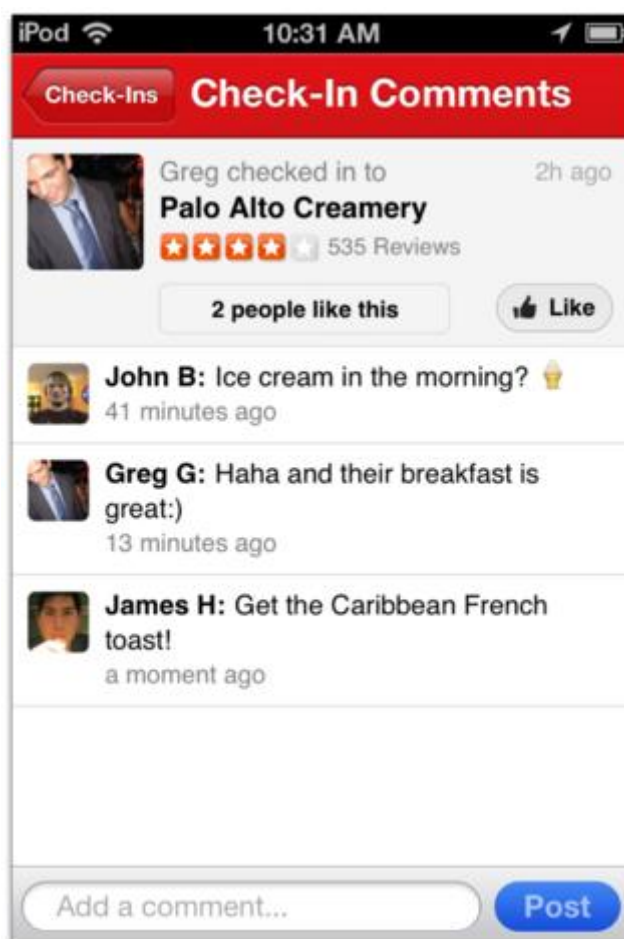 iPod 10:31 AM
Check-Ins Check-In Comments
Greg checked in to 2h ago
Palo Alto Creamery
535 Reviews
2 people like this Like
John B: Ice cream in the morning? 🍦
41 minutes ago
Greg G: Haha and their breakfast is
great:)
13 minutes ago
James H: Get the Caribbean French
toast!
a moment ago
Add a comment... Post